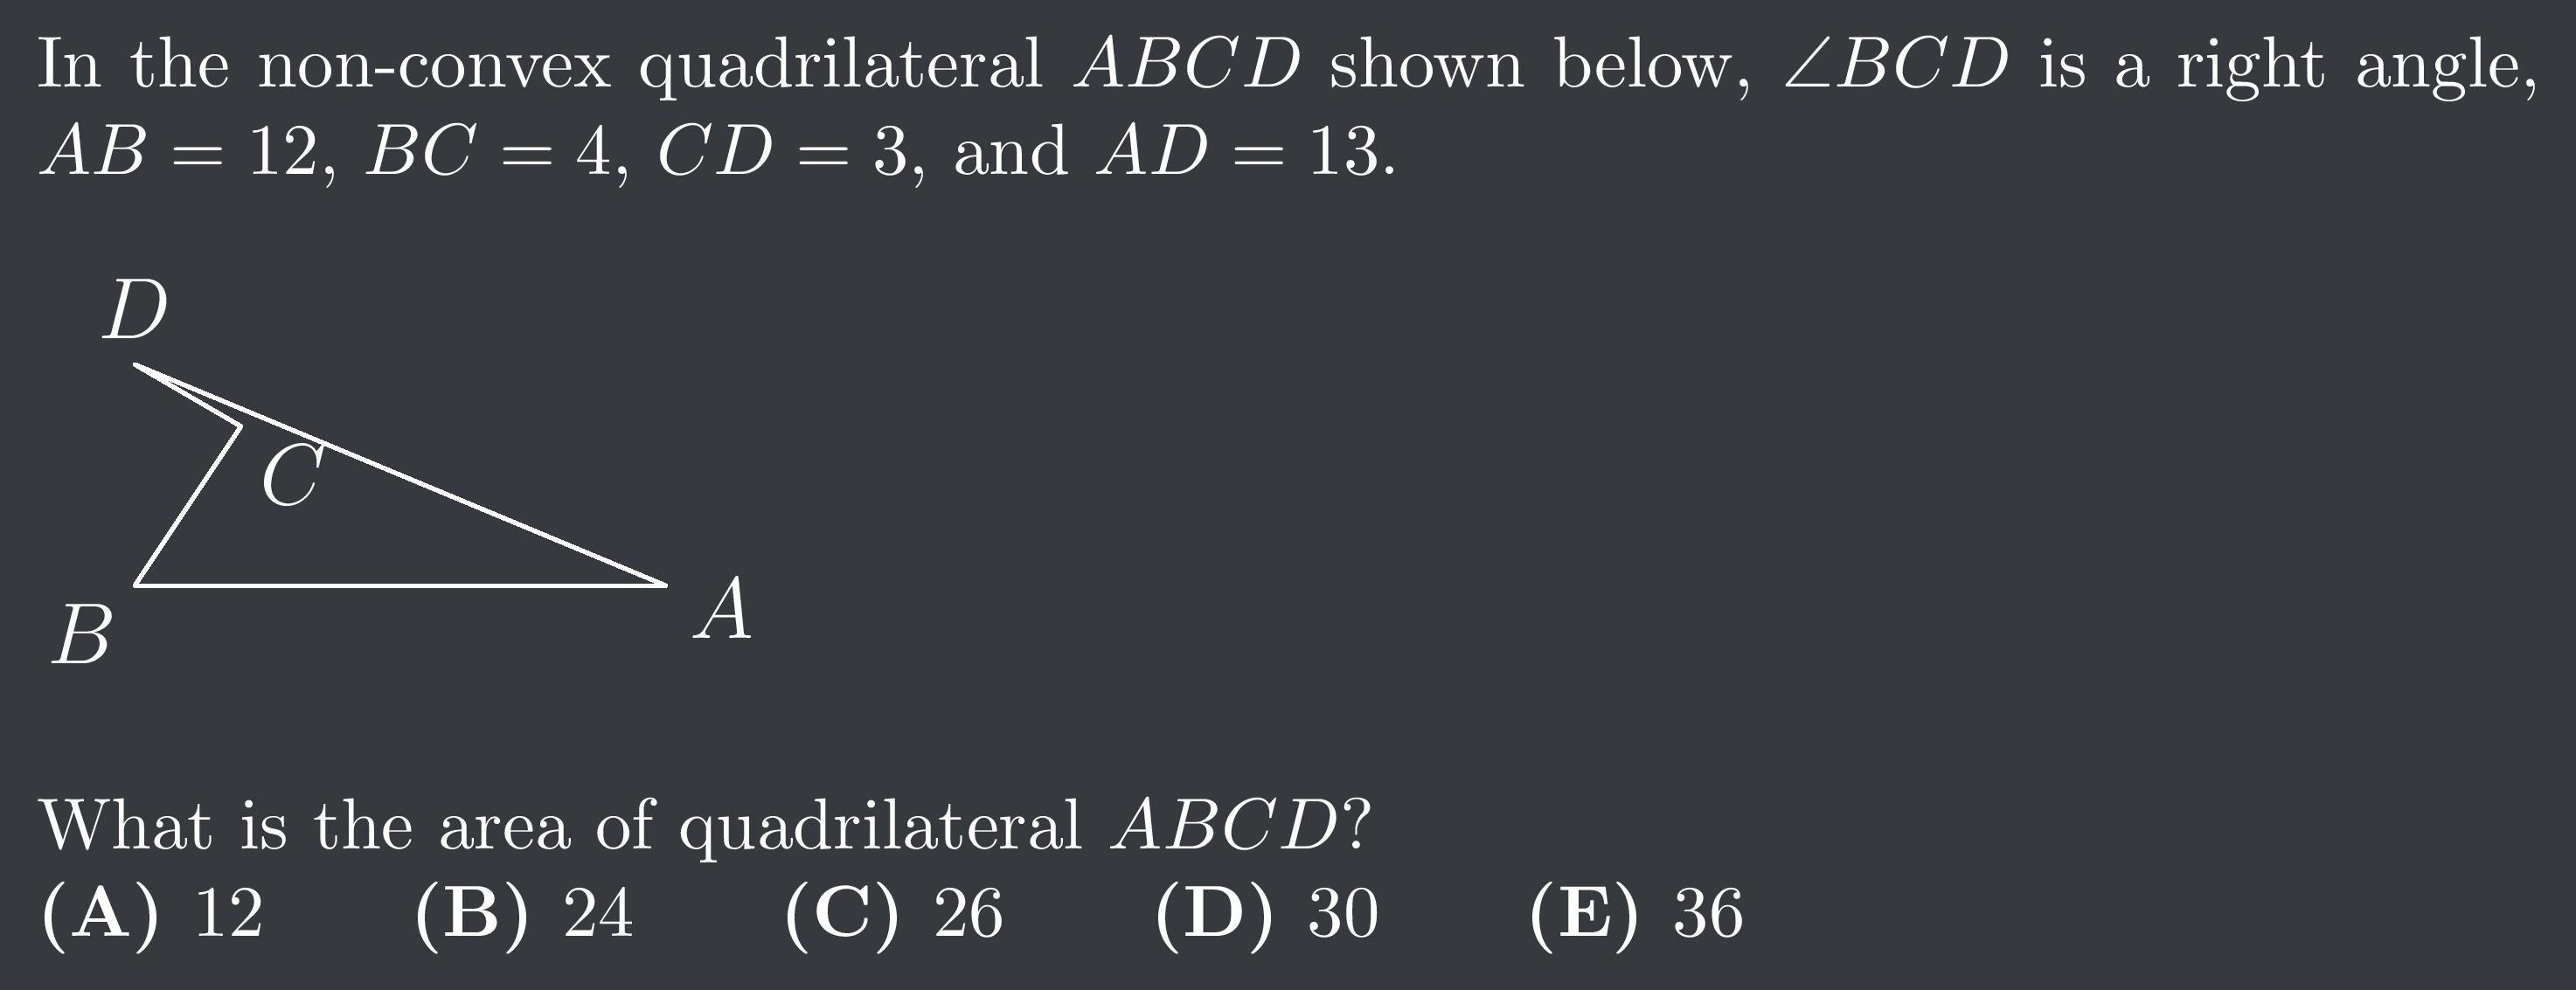 In the non-convex quadrilateral ABCD shown below, ∠BCD is a right angle,
AB = 12, BC = 4, CD = 3, and AD = 13.
D
C
B
A
What is the area of quadrilateral ABCD?
(A) 12 (B) 24 (C) 26 (D) 30 (E) 36